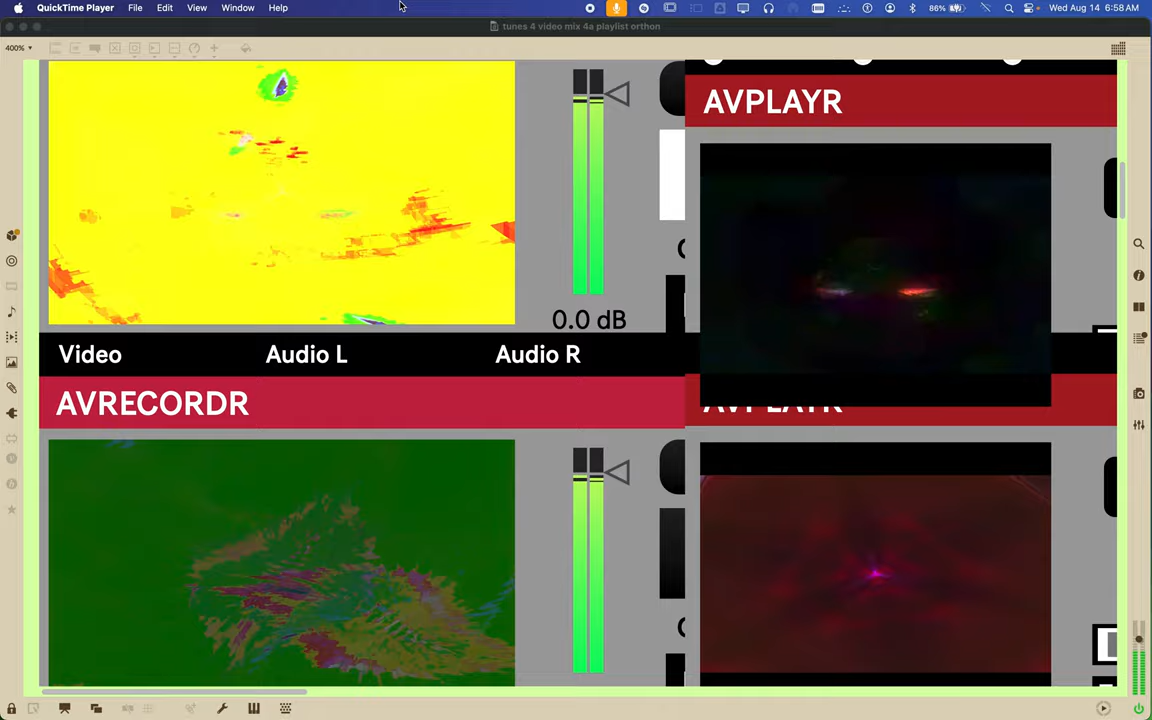 QuickTime Player File Edit View Window Help 86% Wed Aug 14 6:58 AM
tunes 4 video mix 4a playlist orthon
400%
AVPLAYR
0.0 dB
Video Audio L Audio R
AVRECORDR
AVPLAYR